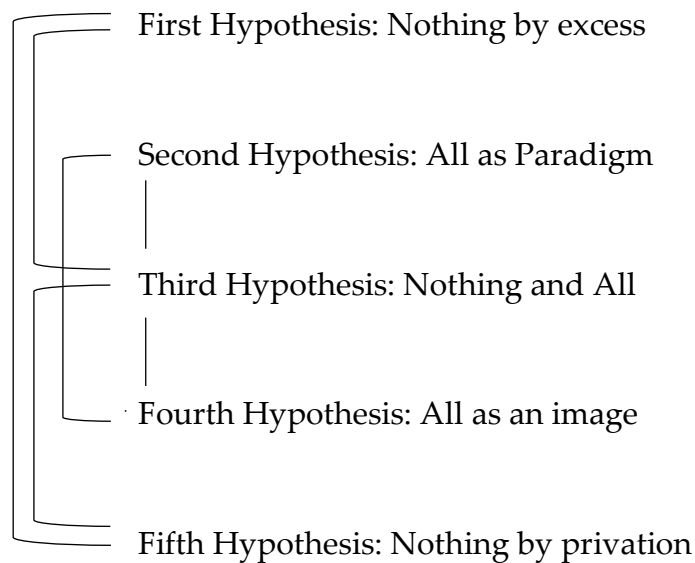 First Hypothesis: Nothing by excess
Second Hypothesis: All as Paradigm
Third Hypothesis: Nothing and All
Fourth Hypothesis: All as an image
Fifth Hypothesis: Nothing by privation